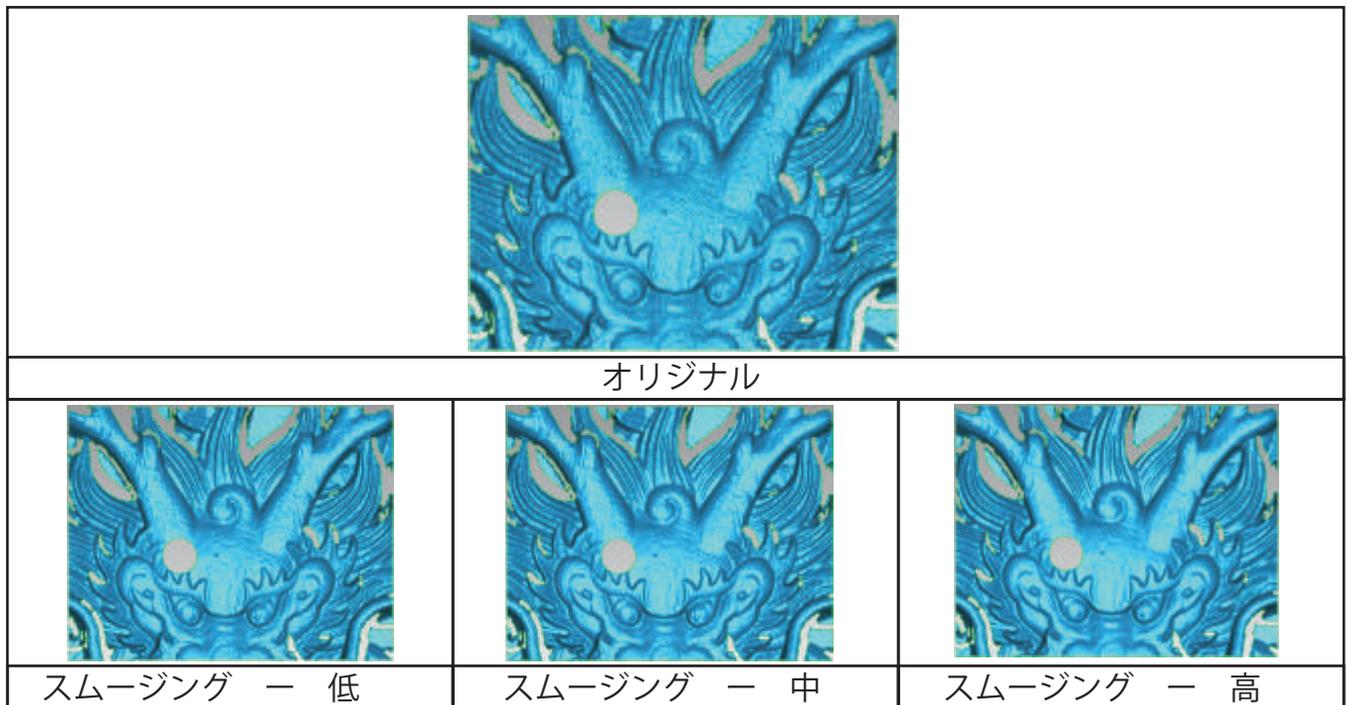 オリジナル
スムージング　ー　低
スムージング　ー　中
スムージング　ー　高